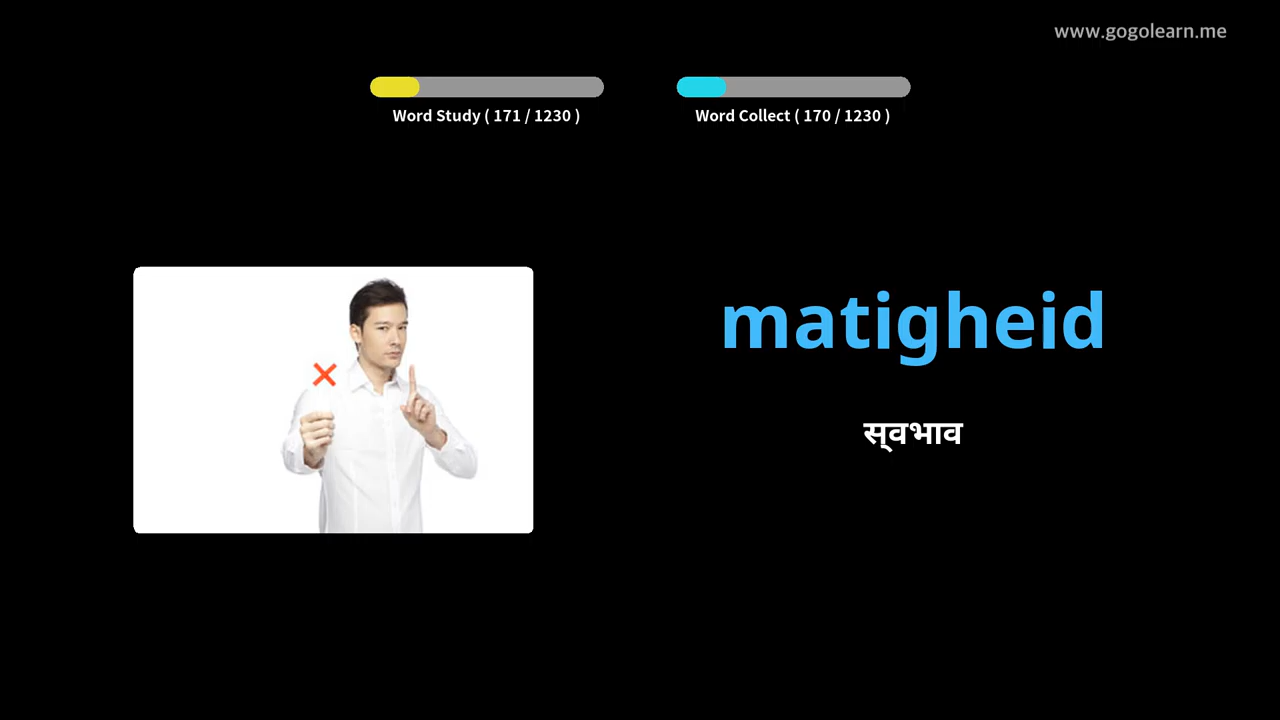 www.gogolearn.me
Word Study ( 171 / 1230 )
Word Collect ( 170 / 1230 )
matigheid
स्वभाव